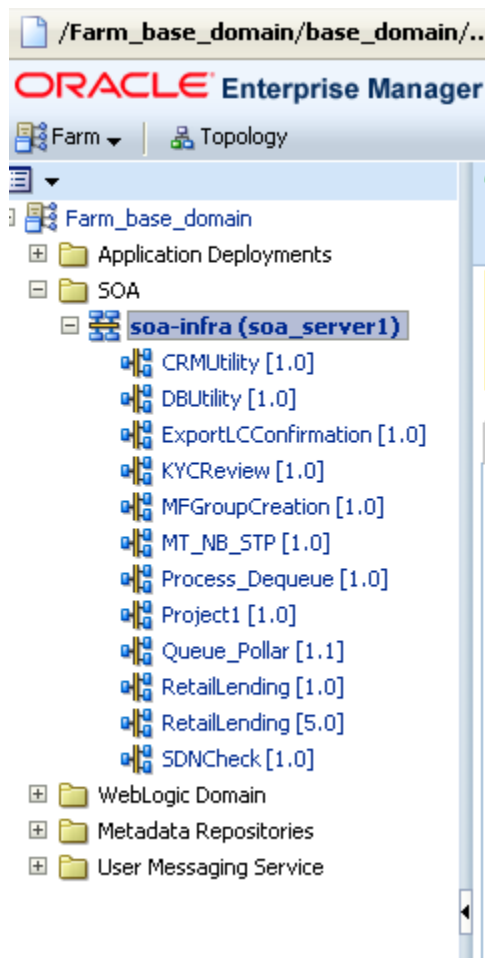 /Farm_base_domain/base_domain/..
ORACLE Enterprise Manager
Farm Topology
Farm_base_domain
Application Deployments
SOA
soa-infra (soa_server1)
CRMUtility [1.0]
DBUtility [1.0]
ExportLCConfirmation [1.0]
KYCReview [1.0]
MFGroupCreation [1.0]
MT_NB_STP [1.0]
Process_Dequeue [1.0]
Project1 [1.0]
Queue_Pollar [1.1]
RetailLending [1.0]
RetailLending [5.0]
SDNCheck [1.0]
WebLogic Domain
Metadata Repositories
User Messaging Service